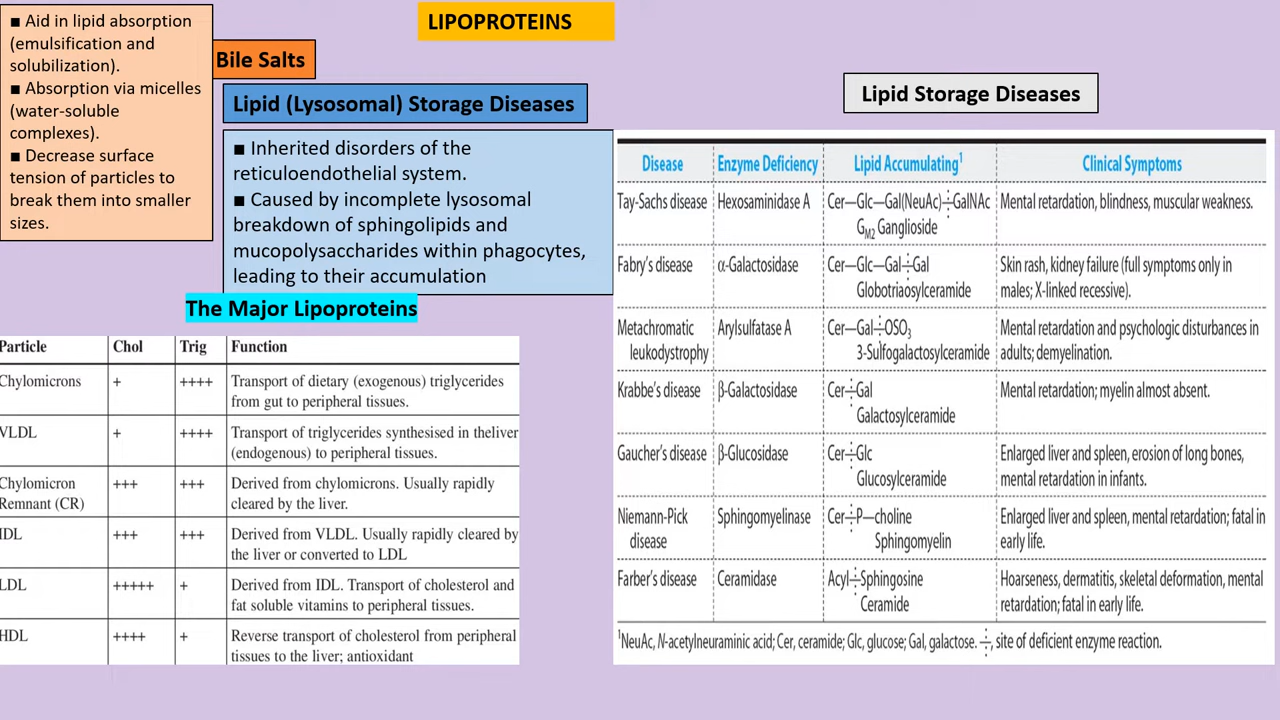 LIPOPROTEINS
■ Aid in lipid absorption
(emulsification and
solubilization).
■ Absorption via micelles
(water-soluble
complexes).
■ Decrease surface
tension of particles to
break them into smaller
sizes.
Bile Salts
Lipid (Lysosomal) Storage Diseases
■ Inherited disorders of the
reticuloendothelial system.
■ Caused by incomplete lysosomal
breakdown of sphingolipids and
mucopolysaccharides within phagocytes,
leading to their accumulation
The Major Lipoproteins
Particle Chol Trig Function
Chylomicrons + ++++ Transport of dietary (exogenous) triglycerides
from gut to peripheral tissues.
VLDL + ++++ Transport of triglycerides synthesised in theliver
(endogenous) to peripheral tissues.
Chylomicron +++ +++ Derived from chylomicrons. Usually rapidly
Remnant (CR) cleared by the liver.
IDL +++ +++ Derived from VLDL. Usually rapidly cleared by
the liver or converted to LDL
LDL +++++ + Derived from IDL. Transport of cholesterol and
fat soluble vitamins to peripheral tissues.
HDL ++++ + Reverse transport of cholesterol from peripheral
tissues to the liver; antioxidant
Lipid Storage Diseases
Disease Enzyme Deficiency Lipid Accumulating¹ Clinical Symptoms
Tay-Sachs disease Hexosaminidase A Cer—Glc—Gal(NeuAc)⸓GalNAc Mental retardation, blindness, muscular weakness.
G_M2 Ganglioside
Fabry's disease α-Galactosidase Cer—Glc—Gal⸓Gal Skin rash, kidney failure (full symptoms only in
Globotriaosylceramide males; X-linked recessive).
Metachromatic Arylsulfatase A Cer—Gal⸓OSO₃ Mental retardation and psychologic disturbances in
leukodystrophy 3-Sulfogalactosylceramide adults; demyelination.
Krabbe's disease β-Galactosidase Cer⸓Gal Mental retardation; myelin almost absent.
Galactosylceramide
Gaucher's disease β-Glucosidase Cer⸓Glc Enlarged liver and spleen, erosion of long bones,
Glucosylceramide mental retardation in infants.
Niemann-Pick Sphingomyelinase Cer⸓P—choline Enlarged liver and spleen, mental retardation; fatal in
disease Sphingomyelin early life.
Farber's disease Ceramidase Acyl⸓Sphingosine Hoarseness, dermatitis, skeletal deformation, mental
Ceramide retardation; fatal in early life.
¹NeuAc, N-acetylneuraminic acid; Cer, ceramide; Glc, glucose; Gal, galactose. ⸓, site of deficient enzyme reaction.